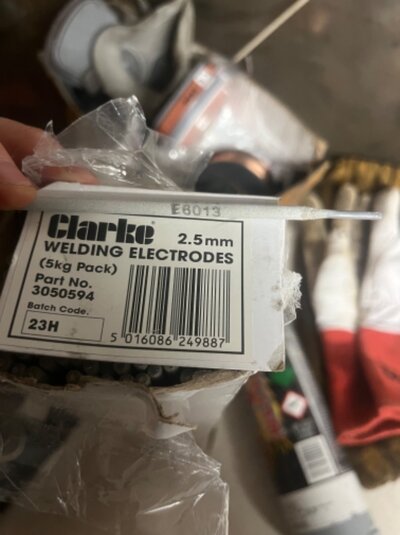 E6013
Clarke®
2.5mm
WELDING ELECTRODES
(5kg Pack)
Part No.
3050594
Batch Code.
23H
5 016086 249887